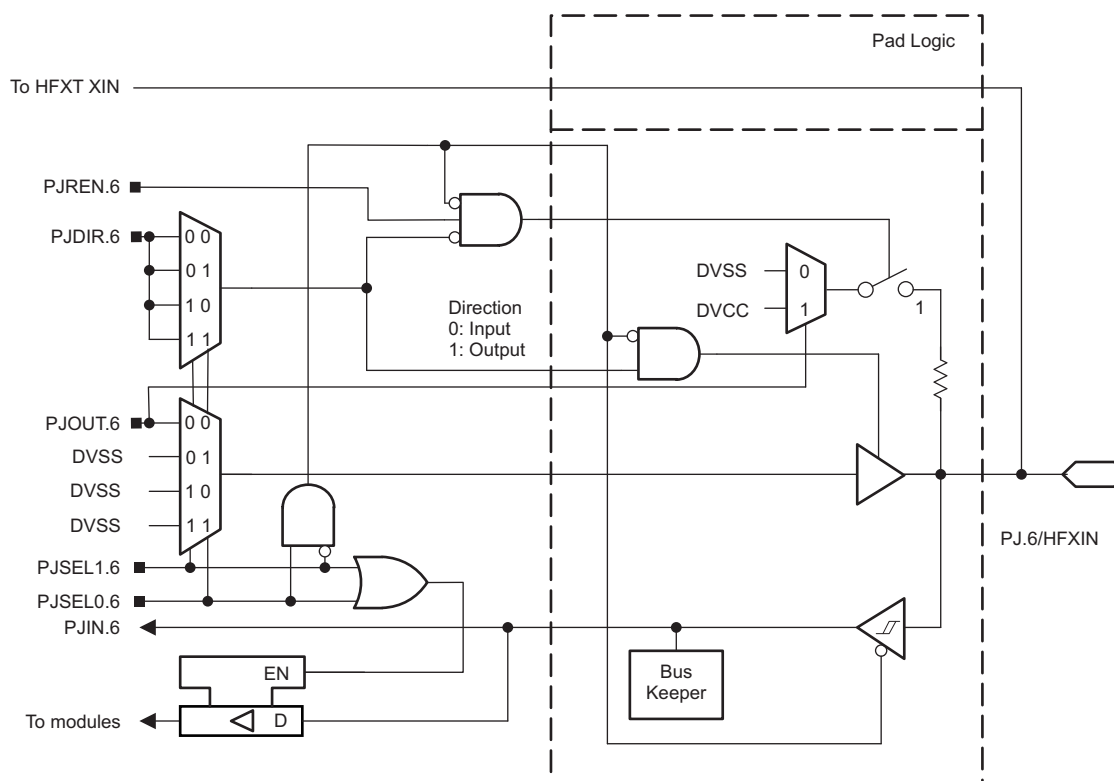 Pad Logic
To HFXT XIN
PJREN.6
PJDIR.6
0 0
0 1
1 0
1 1
Direction
0: Input
1: Output
DVSS
0
DVCC
1
1
PJOUT.6
0 0
DVSS
0 1
DVSS
1 0
DVSS
1 1
PJ.6/HFXIN
PJSEL1.6
PJSEL0.6
PJIN.6
EN
Bus
Keeper
To modules
D